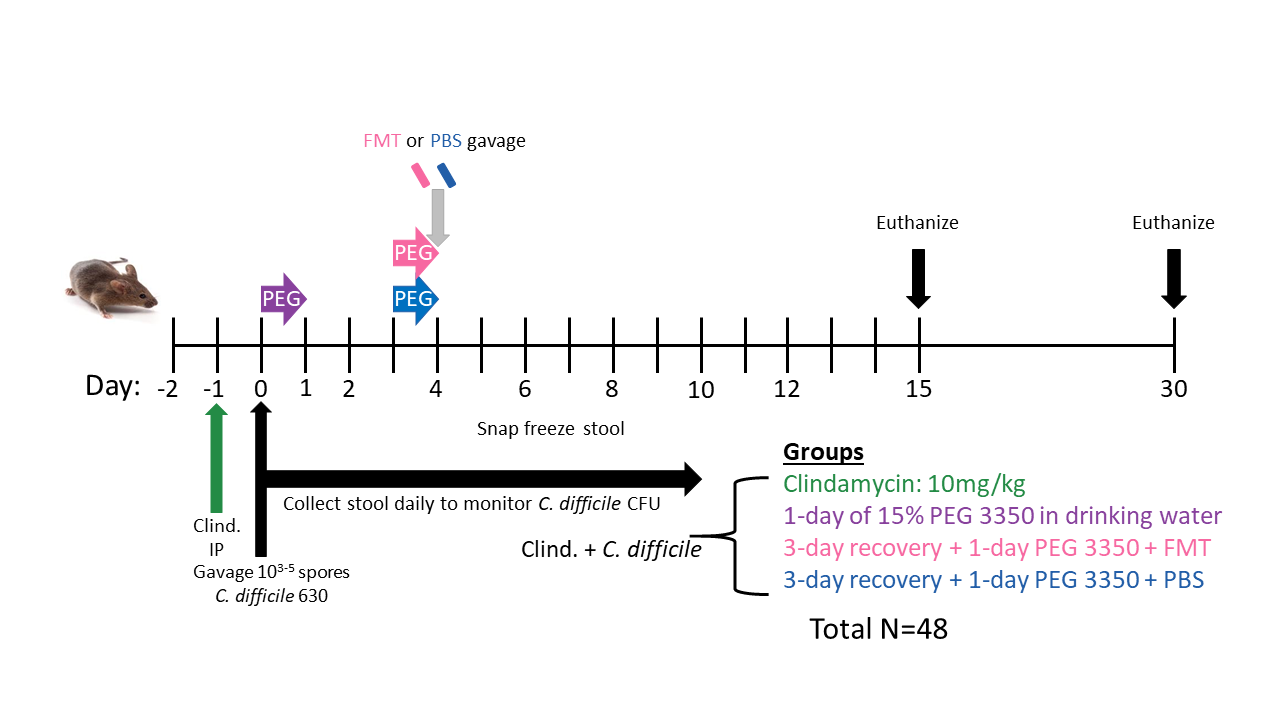 FMT or PBS gavage
Euthanize
Euthanize
PEG
PEG
PEG
Day: -2 -1 0 1 2 4 6 8 10 12 15 30
Snap freeze stool
Collect stool daily to monitor C. difficile CFU
Clind.
IP
Gavage 10³⁻⁵ spores
C. difficile 630
Clind. + C. difficile
Groups
Clindamycin: 10mg/kg
1-day of 15% PEG 3350 in drinking water
3-day recovery + 1-day PEG 3350 + FMT
3-day recovery + 1-day PEG 3350 + PBS
Total N=48